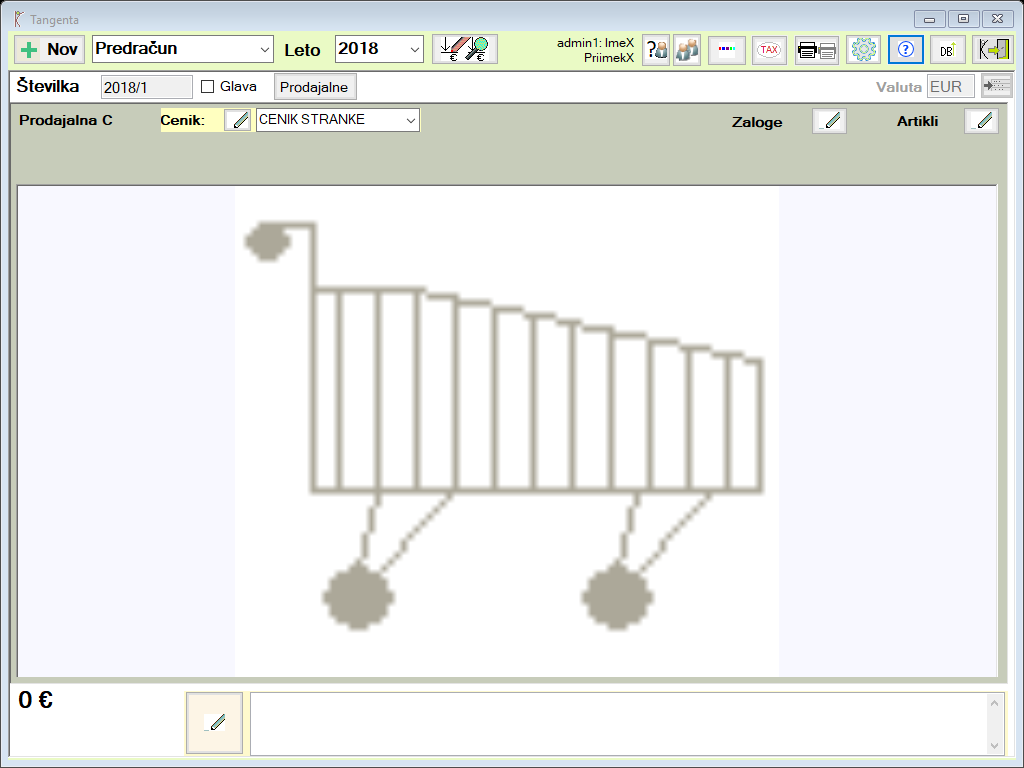 Tangenta
Nov
Predračun
Leto
2018
admin1: ImeX
PriimekX
TAX
DB
Številka
2018/1
Glava
Prodajalne
Valuta
EUR
Prodajalna C
Cenik:
CENIK STRANKE
Zaloge
Artikli
0 €